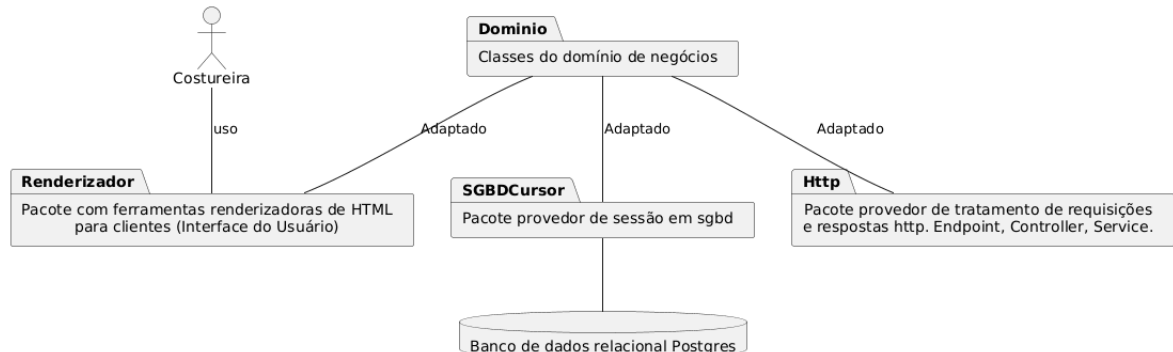 Costureira
Dominio
Classes do domínio de negócios
uso
Adaptado
Adaptado
Adaptado
Renderizador
Pacote com ferramentas renderizadoras de HTML
para clientes (Interface do Usuário)
SGBDCursor
Pacote provedor de sessão em sgbd
Http
Pacote provedor de tratamento de requisições
e respostas http. Endpoint, Controller, Service.
Banco de dados relacional Postgres